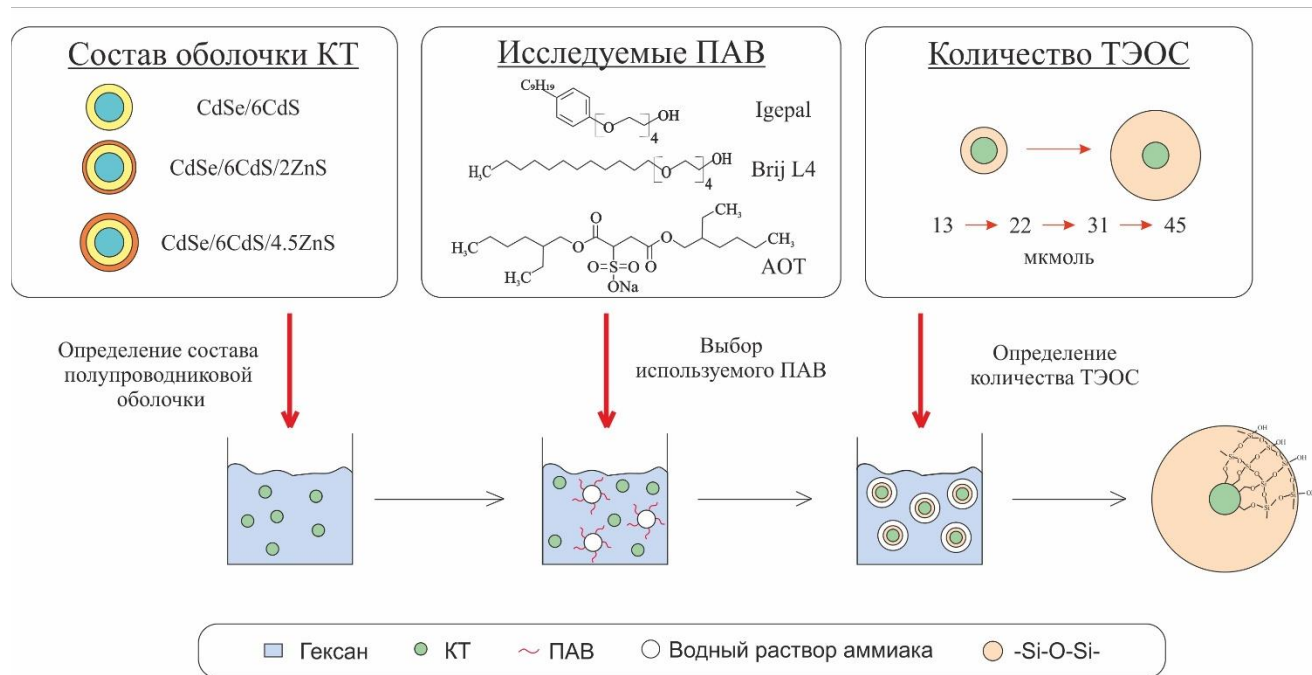 Состав оболочки КТ
CdSe/6CdS
CdSe/6CdS/2ZnS
CdSe/6CdS/4.5ZnS
Исследуемые ПАВ
C₉H₁₉
O
OH
4
Igepal
H₃C
O
OH
4
Brij L4
CH₃
H₃C
O
O
CH₃
O
O
H₃C
O=S=O
ONa
AOT
Количество ТЭОС
13 → 22 → 31 → 45
мкмоль
Определение состава
полупроводниковой
оболочки
Выбор
используемого ПАВ
Определение
количества ТЭОС
Гексан
КТ
ПАВ
Водный раствор аммиака
-Si-O-Si-